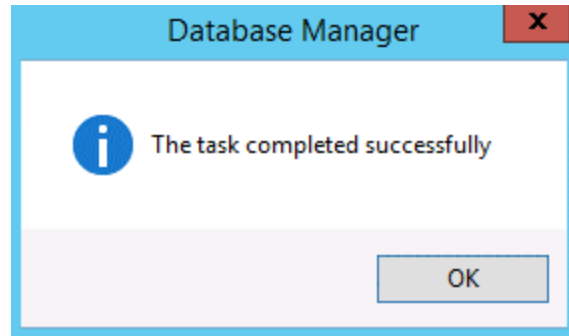 Database Manager
x
The task completed successfully
OK